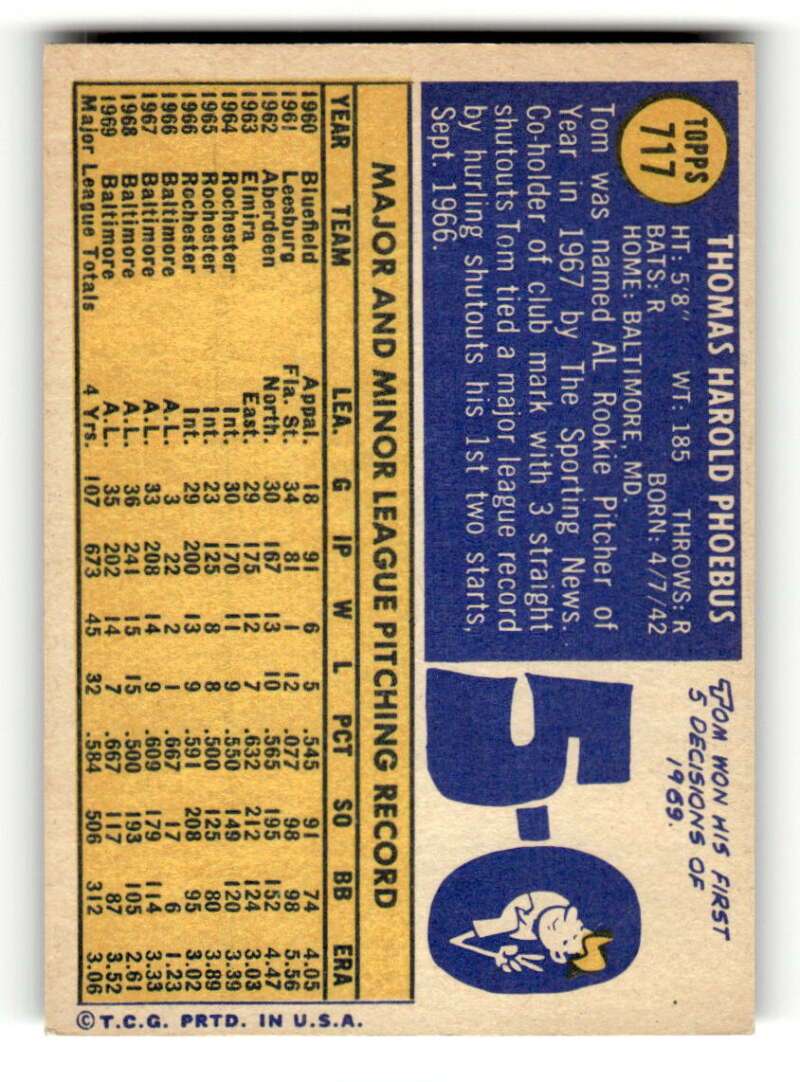 TOPPS
717
THOMAS HAROLD PHOEBUS
HT: 5'8" WT: 185 THROWS: R
BATS: R BORN: 4/7/42
HOME: BALTIMORE, MD.
Tom was named AL Rookie Pitcher of
Year in 1967 by The Sporting News...
Co-holder of club mark with 3 straight
shutouts Tom tied a major league record
by hurling shutouts his 1st two starts,
Sept. 1966.
TOM WON HIS FIRST
5 DECISIONS OF
1969.
5-0
MAJOR AND MINOR LEAGUE PITCHING RECORD
YEAR TEAM LEA. G IP W L PCT SO BB ERA
1960 Bluefield Appal. 18 91 6 5 .545 91 74 4.05
1961 Leesburg Fla. St. 34 81 1 12 .077 98 98 5.56
1962 Aberdeen North. 30 167 13 10 .565 195 152 4.47
1963 Elmira East. 29 175 12 7 .632 212 124 3.03
1964 Rochester Int. 30 170 11 9 .550 149 120 3.39
1965 Rochester Int. 23 125 8 8 .500 125 80 3.89
1966 Rochester Int. 29 200 13 9 .591 208 95 3.02
1966 Baltimore A.L. 3 22 2 1 .667 17 6 1.23
1967 Baltimore A.L. 33 208 14 9 .609 179 114 3.33
1968 Baltimore A.L. 36 241 15 15 .500 193 105 2.61
1969 Baltimore A.L. 35 202 14 7 .667 117 87 3.52
Major League Totals 4 Yrs. 107 673 45 32 .584 506 312 3.06
© T.C.G. PRTD. IN U.S.A.